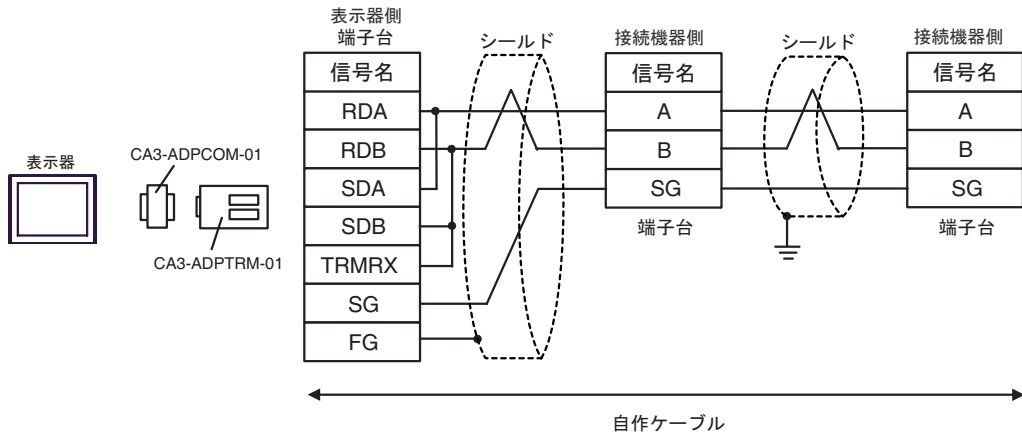 表示器
CA3-ADPCOM-01
CA3-ADPTRM-01
表示器側
端子台
信号名
RDA
RDB
SDA
SDB
TRMRX
SG
FG
シールド
接続機器側
信号名
A
B
SG
端子台
シールド
接続機器側
信号名
A
B
SG
端子台
自作ケーブル